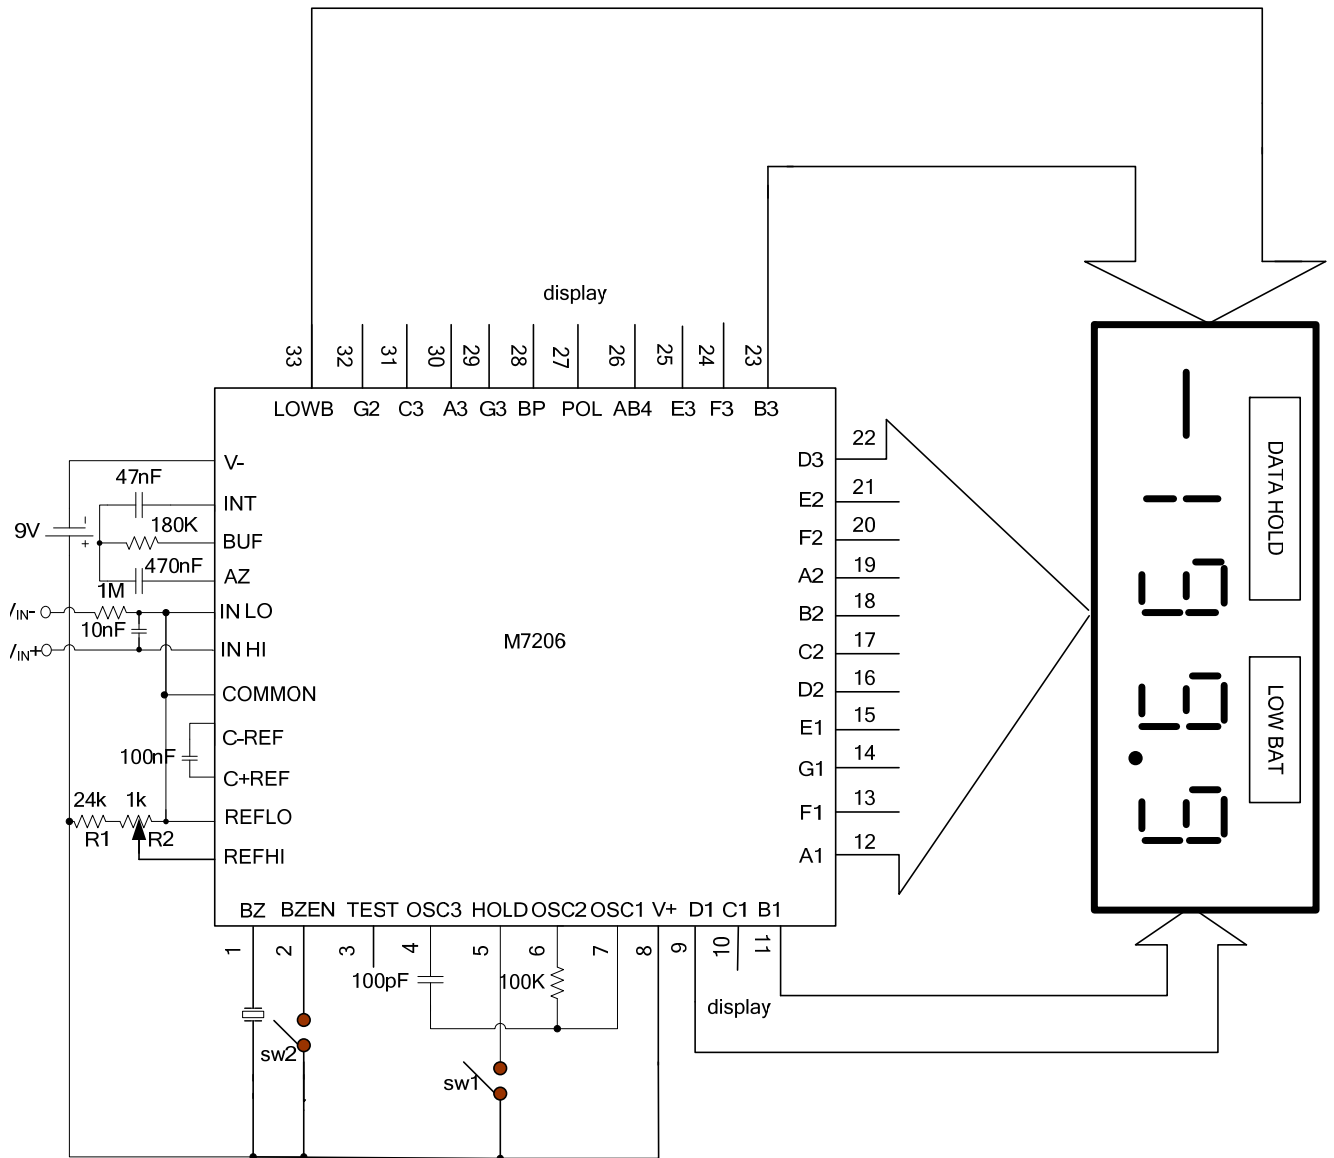 display
33 32 31 30 29 28 27 26 25 24 23
LOWB G2 C3 A3 G3 BP POL AB4 E3 F3 B3
V-
47nF
INT
9V
180K
BUF
470nF
AZ
1M
IN-
IN LO
10nF
IN+
IN HI
COMMON
C-REF
100nF
C+REF
24k 1k
REFLO
R1 R2
REFHI
M7206
D3 22
E2 21
F2 20
A2 19
B2 18
C2 17
D2 16
E1 15
G1 14
F1 13
A1 12
BZ BZEN TEST OSC3 HOLD OSC2 OSC1 V+ D1 C1 B1
1 2 3 4 5 6 7 8 9 10 11
100pF
100K
display
sw2
sw1
DATA HOLD
LOW BAT